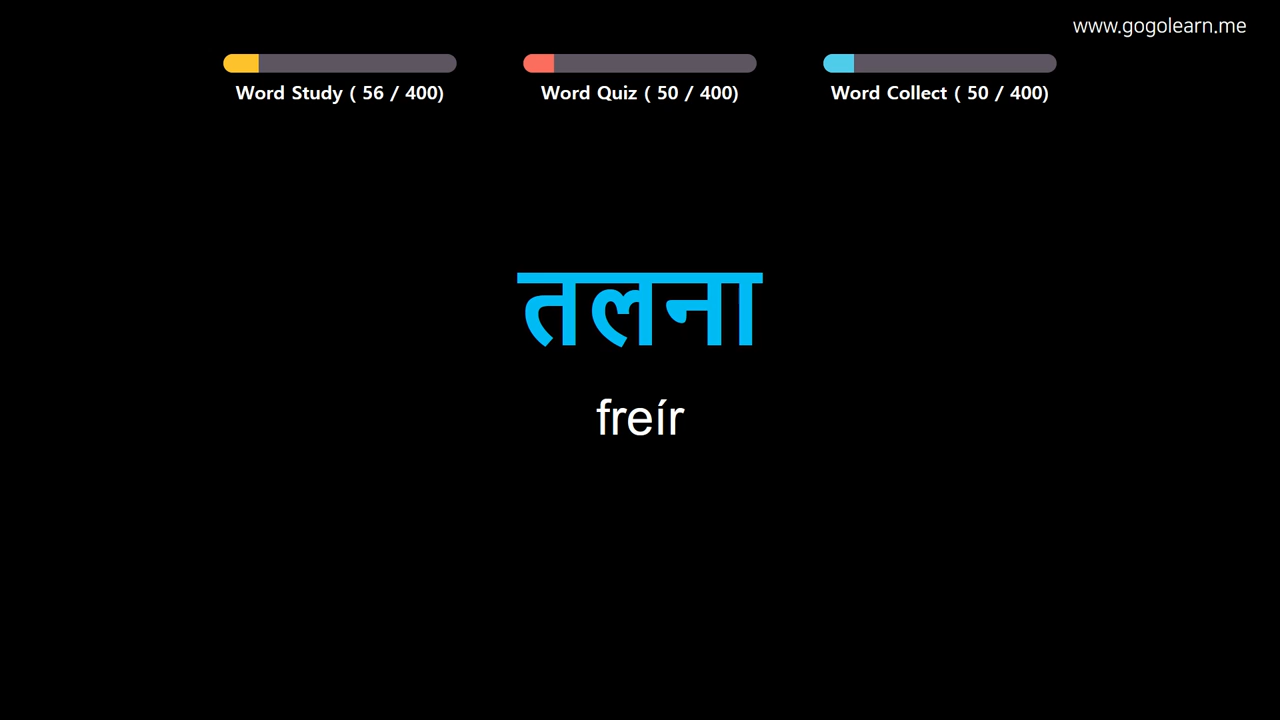 www.gogolearn.me
Word Study ( 56 / 400)
Word Quiz ( 50 / 400)
Word Collect ( 50 / 400)
तलना
freír